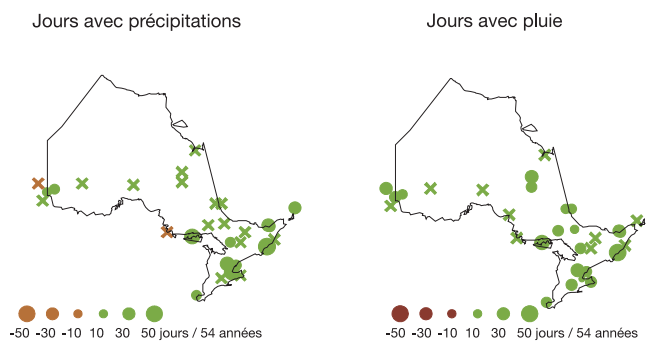 Jours avec précipitations
Jours avec pluie
-50 -30 -10 10 30 50 jours / 54 années
-50 -30 -10 10 30 50 jours / 54 années